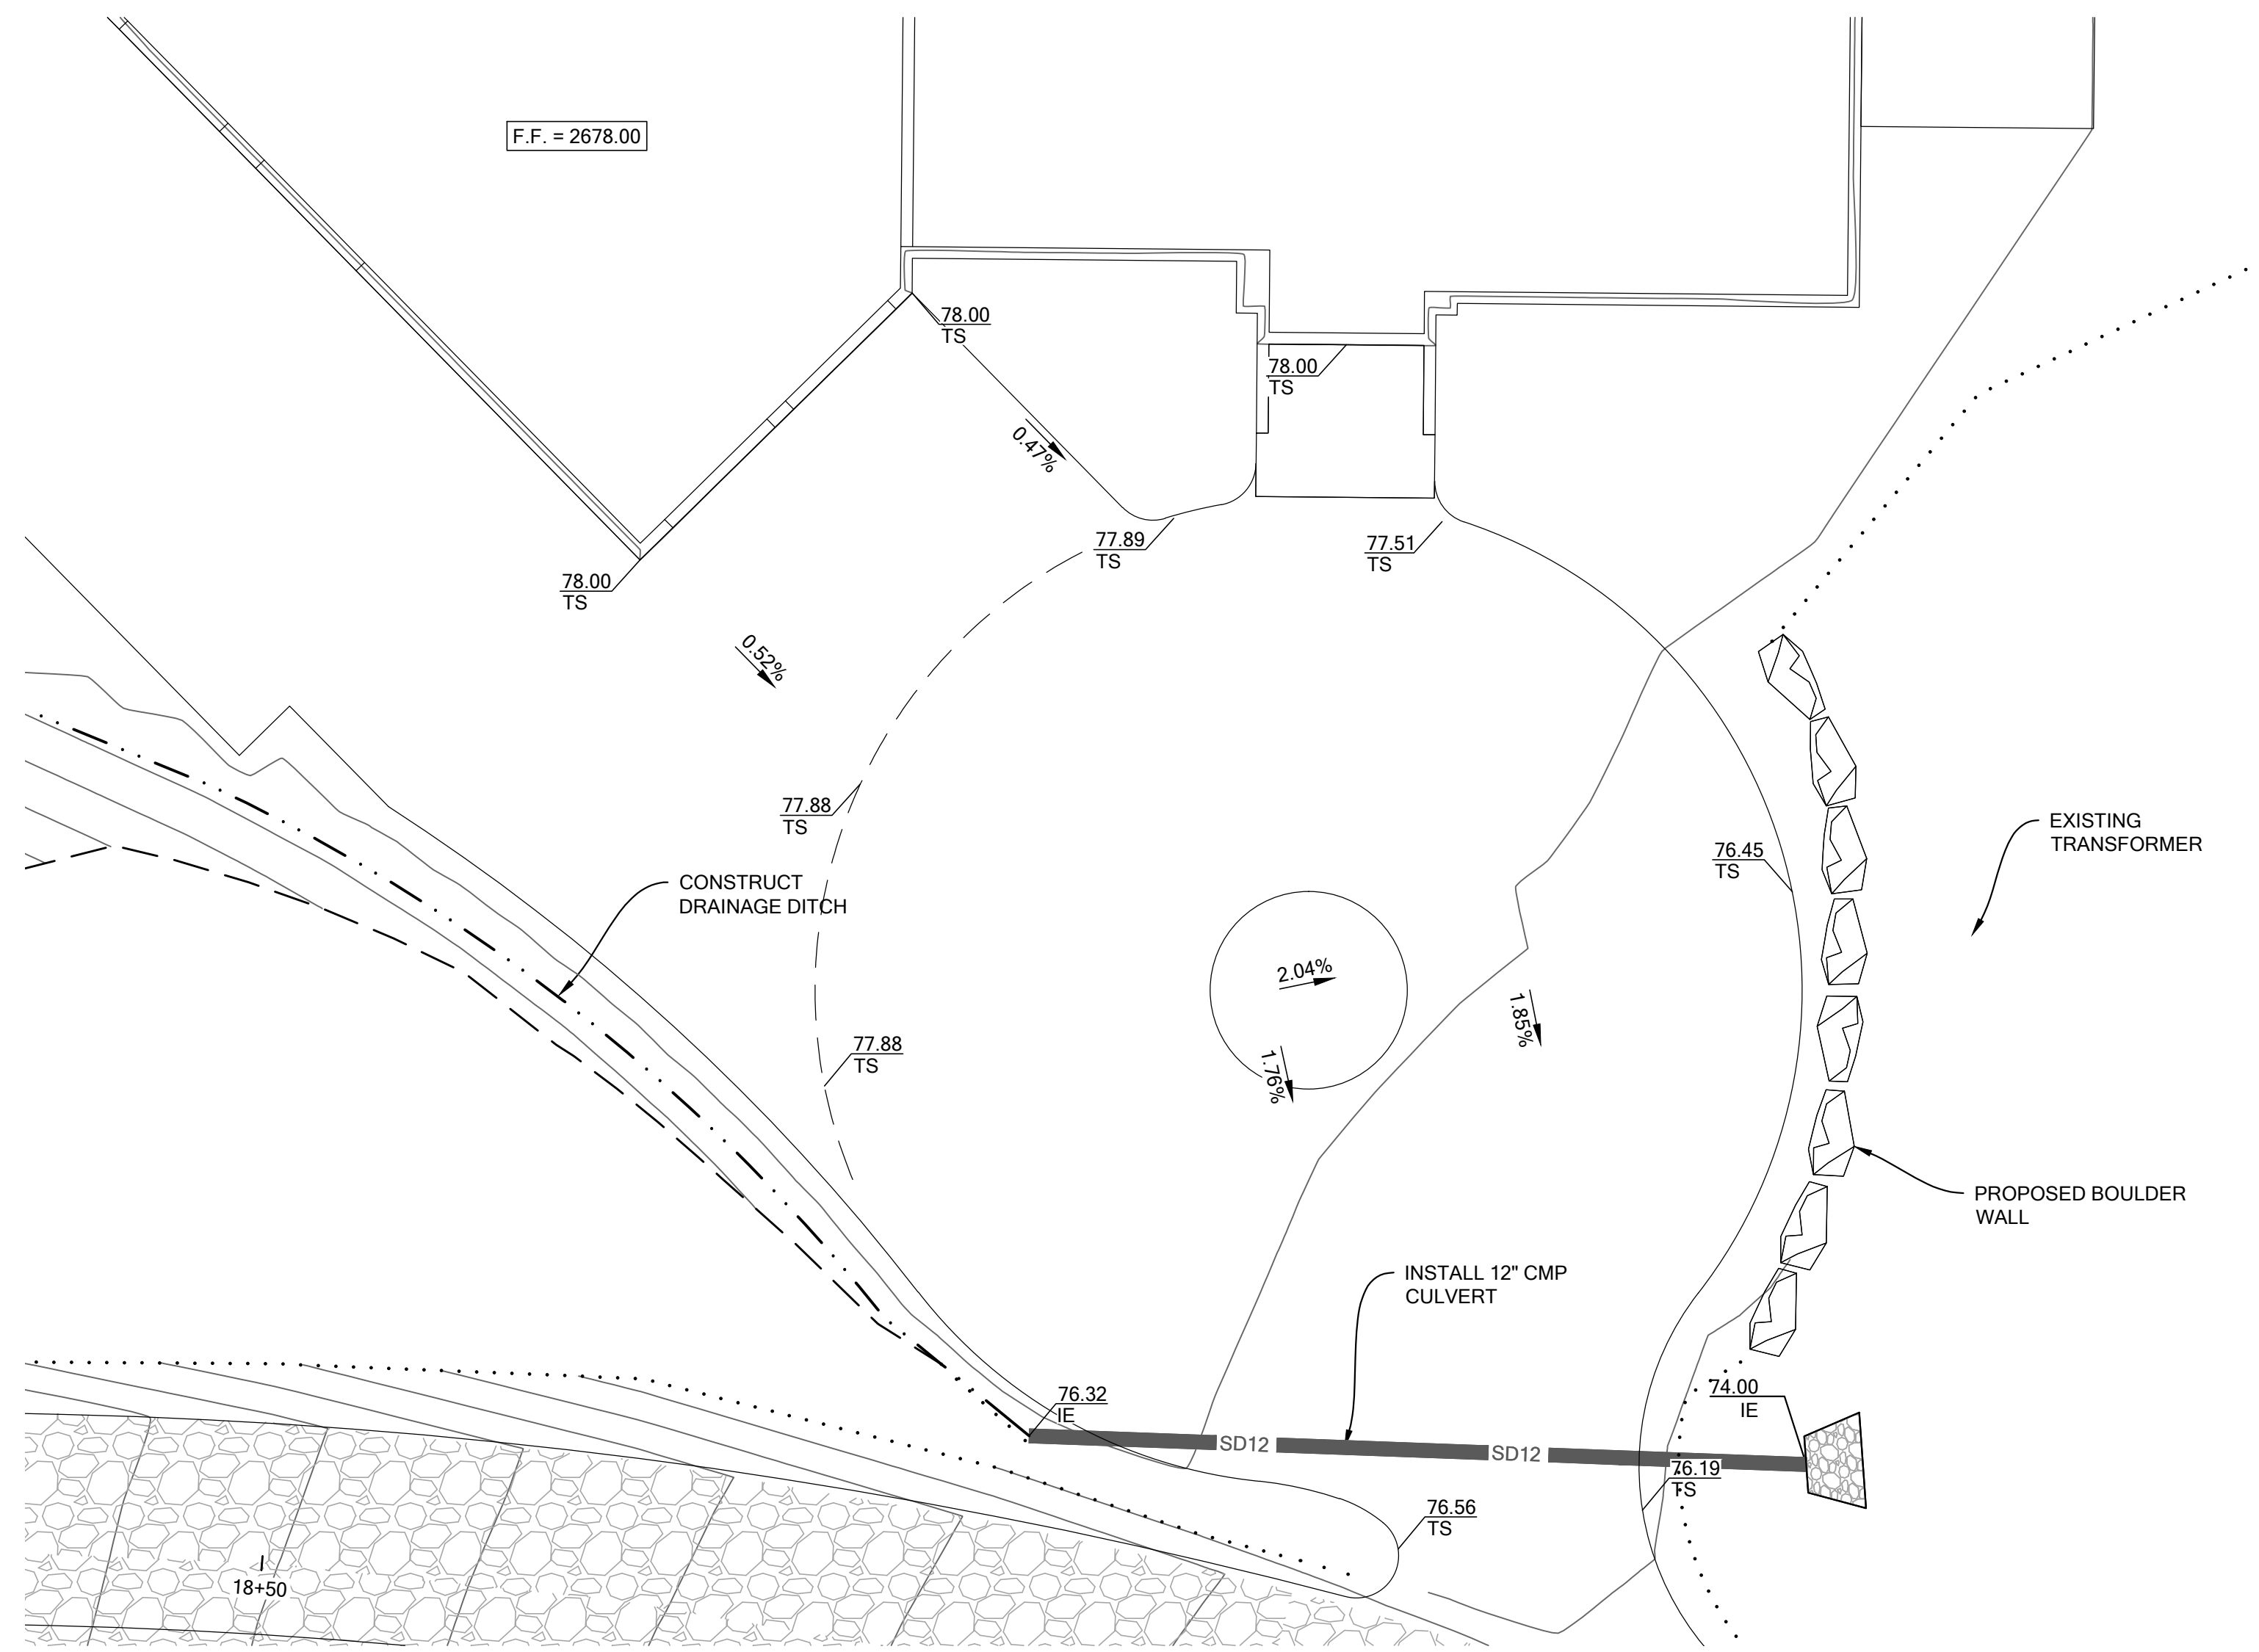 F.F. = 2678.00
78.00
TS
78.00
TS
0.47%
77.89
TS
77.51
TS
78.00
TS
0.52%
77.88
TS
76.45
TS
EXISTING
TRANSFORMER
CONSTRUCT
DRAINAGE DITCH
2.04%
1.85%
77.88
TS
1.76%
PROPOSED BOULDER
WALL
INSTALL 12" CMP
CULVERT
76.32
IE
74.00
IE
SD12
SD12
76.19
TS
76.56
TS
18+50